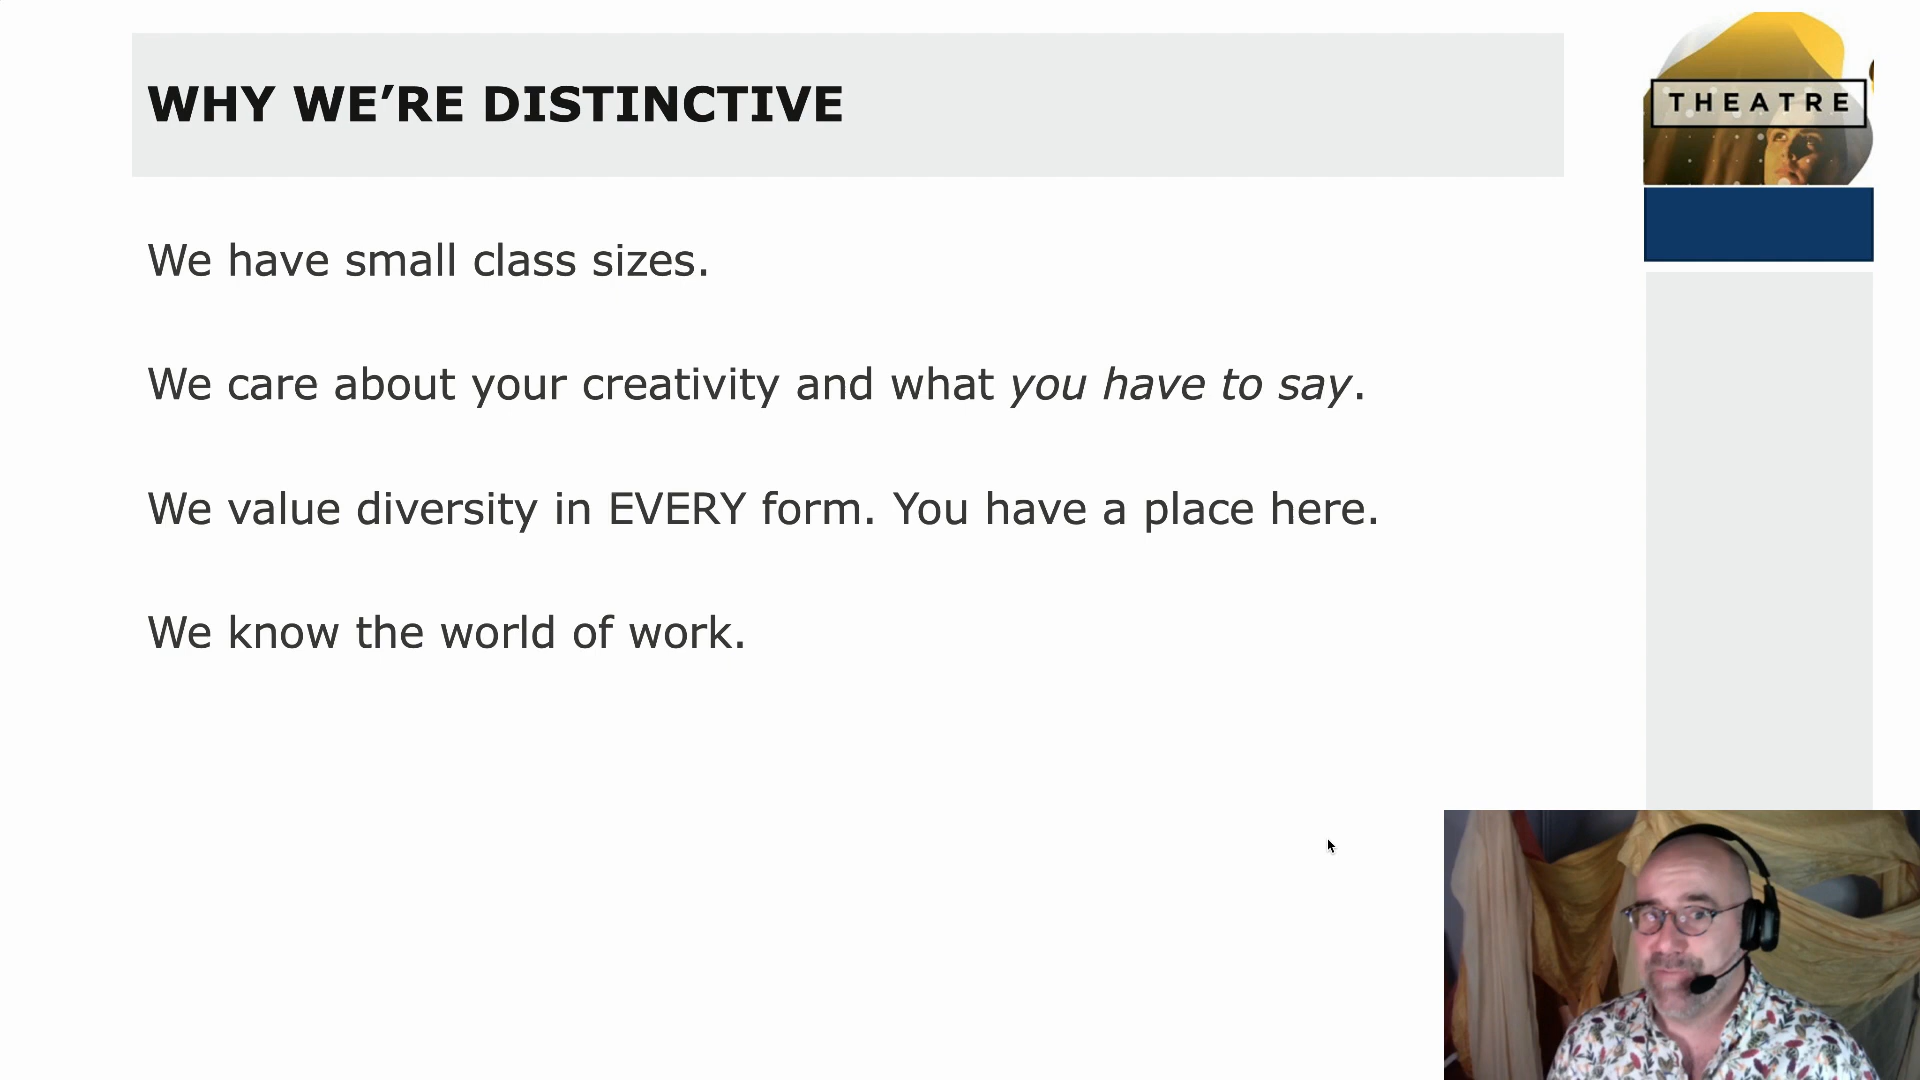 WHY WE’RE DISTINCTIVE
THEATRE
We have small class sizes.
We care about your creativity and what you have to say.
We value diversity in EVERY form. You have a place here.
We know the world of work.